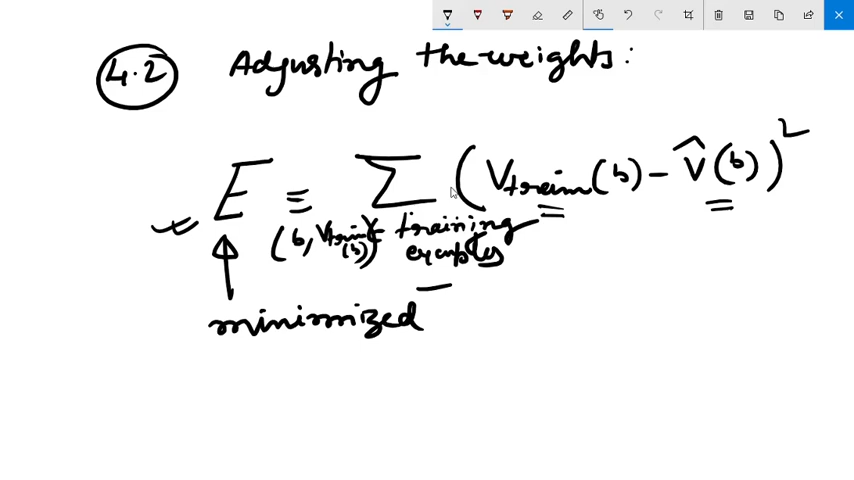 4.2 Adjusting the weights:
E ≡ Σ (Vtrain(b) - V̂(b))²
(b, Vtrain(b)) ∈ training examples
minimized